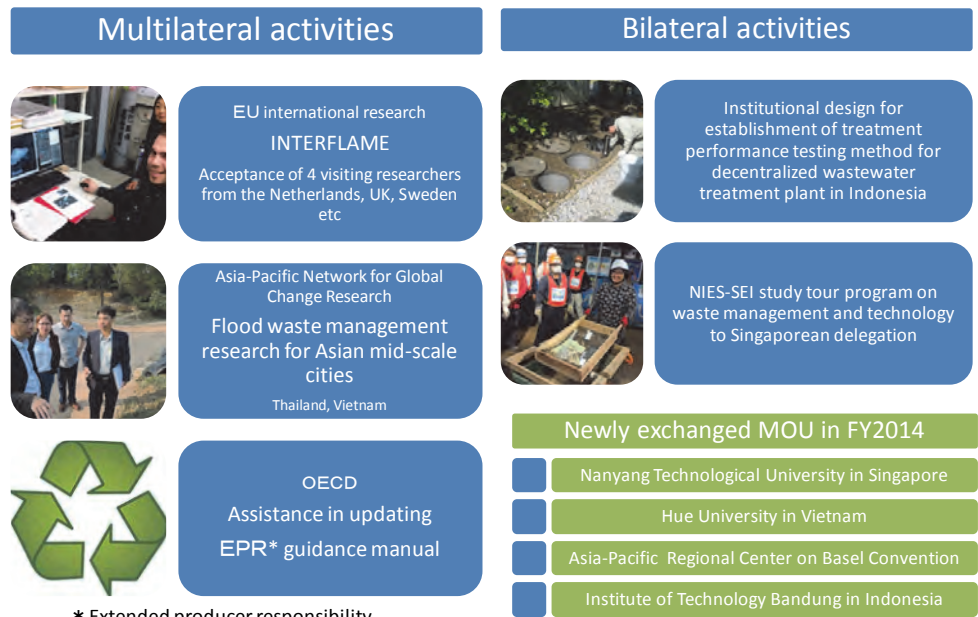 Multilateral activities
EU international research
INTERFLAME
Acceptance of 4 visiting researchers
from the Netherlands, UK, Sweden
etc
Asia-Pacific Network for Global
Change Research
Flood waste management
research for Asian mid-scale
cities
Thailand, Vietnam
OECD
Assistance in updating
EPR* guidance manual
* Extended producer responsibility
Bilateral activities
Institutional design for
establishment of treatment
performance testing method for
decentralized wastewater
treatment plant in Indonesia
NIES-SEI study tour program on
waste management and technology
to Singaporean delegation
Newly exchanged MOU in FY2014
Nanyang Technological University in Singapore
Hue University in Vietnam
Asia-Pacific Regional Center on Basel Convention
Institute of Technology Bandung in Indonesia